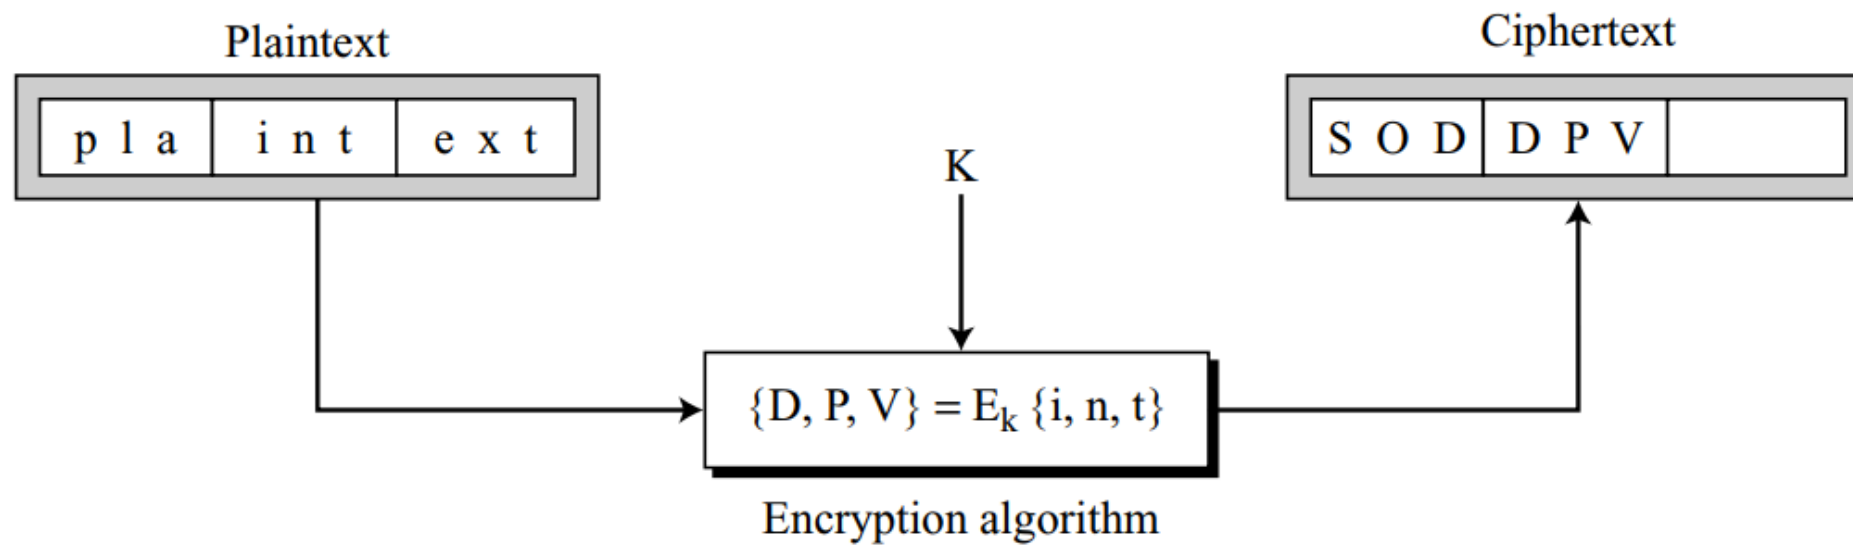 Plaintext
Ciphertext
p l a i n t e x t
S O D D P V
K
{D, P, V} = Eₖ {i, n, t}
Encryption algorithm